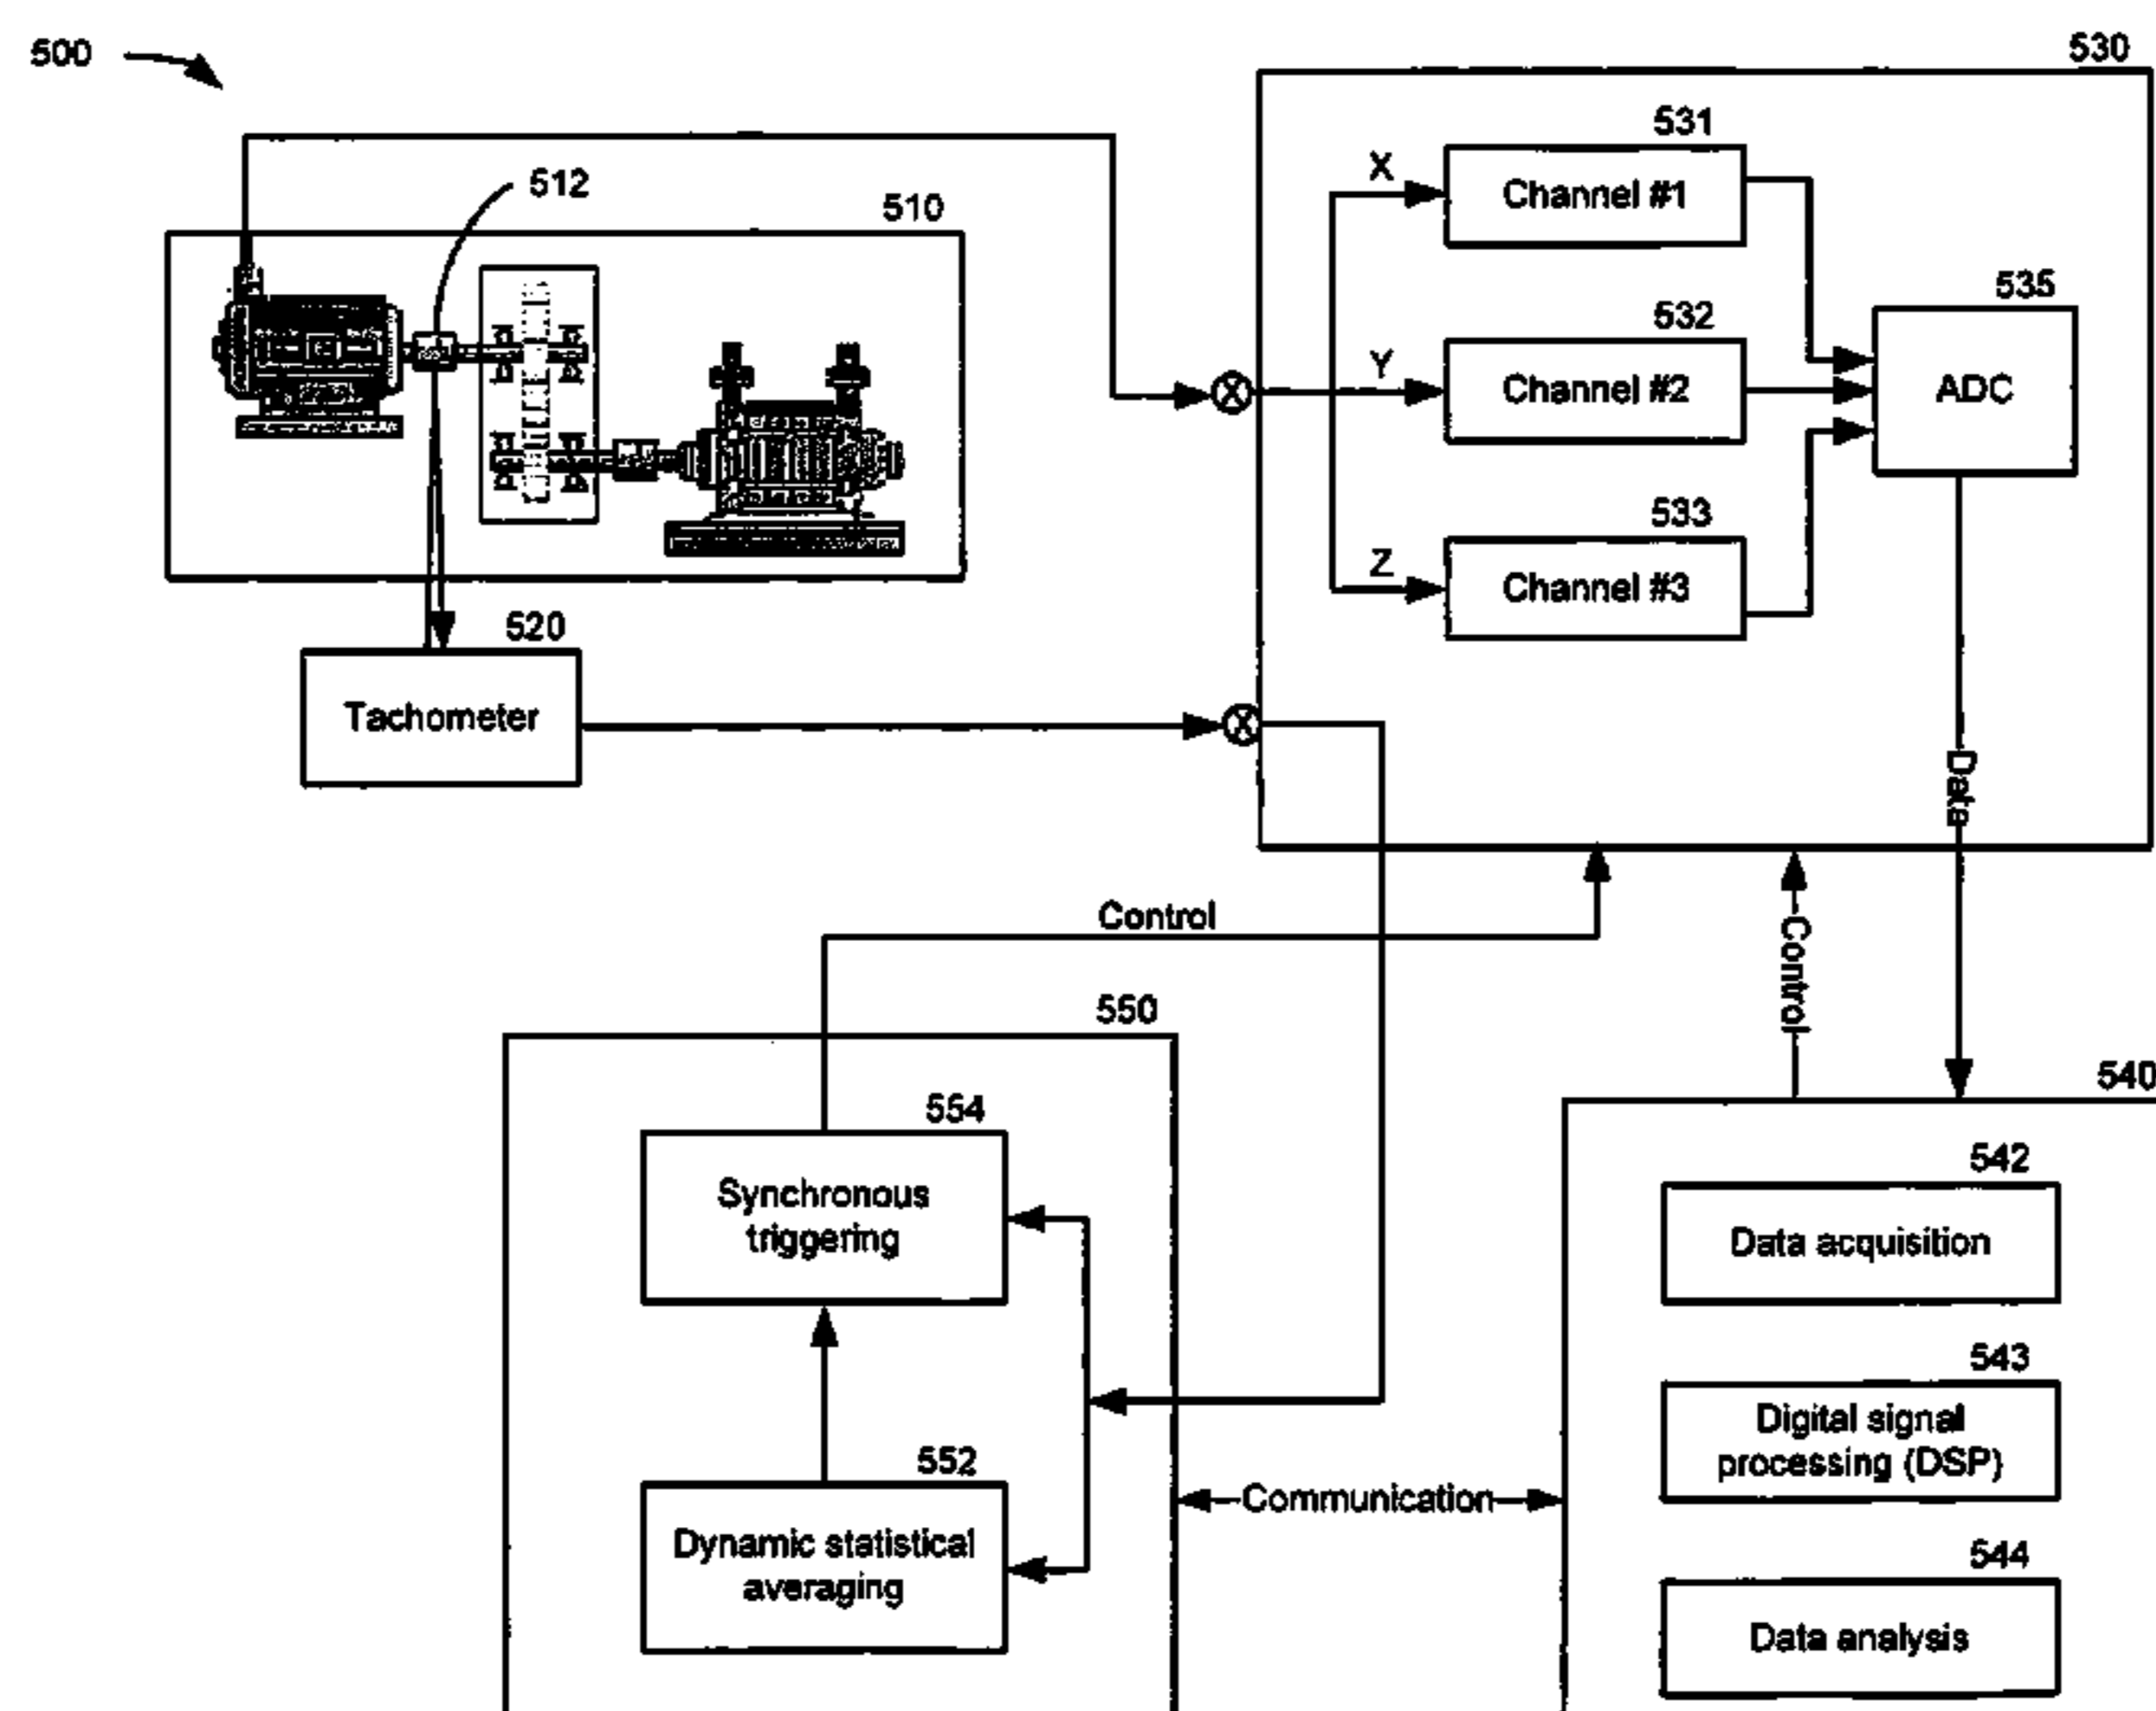 500
530
531
X
Channel #1
512
510
535
532
Y
Channel #2
ADC
533
Z
Channel #3
520
Tachometer
Data
Control
Control
550
540
554
542
Synchronous
triggering
Data acquisition
543
Digital signal
processing (DSP)
552
Communication
Dynamic statistical
averaging
544
Data analysis